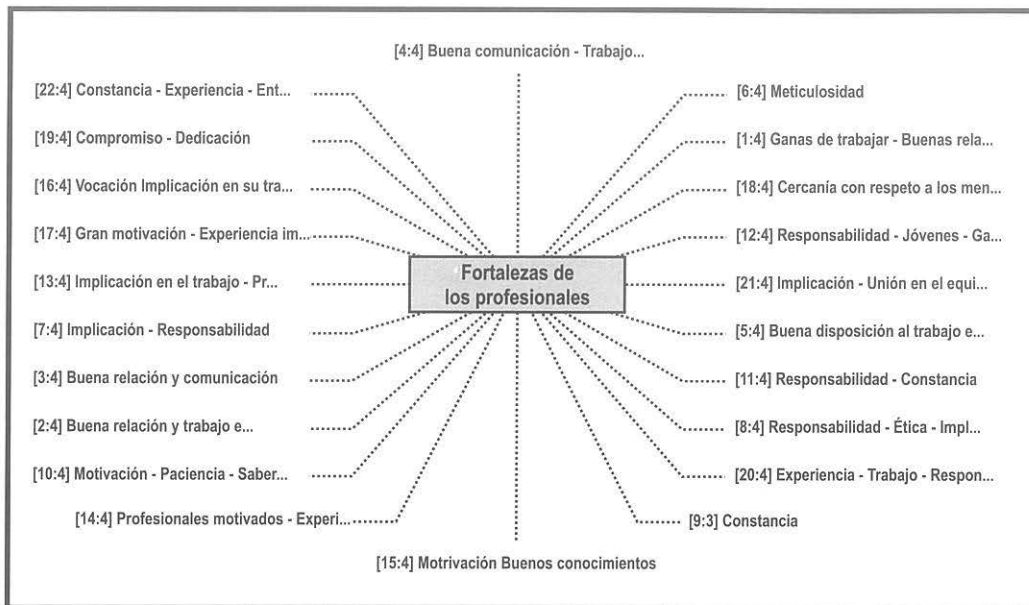 [4:4] Buena comunicación - Trabajo...
[22:4] Constancia - Experiencia - Ent...
[6:4] Meticulosidad
[19:4] Compromiso - Dedicación
[1:4] Ganas de trabajar - Buenas rela...
[16:4] Vocación Implicación en su tra...
[18:4] Cercanía con respeto a los men...
[17:4] Gran motivación - Experiencia im...
[12:4] Responsabilidad - Jóvenes - Ga...
Fortalezas de
los profesionales
[13:4] Implicación en el trabajo - Pr...
[21:4] Implicación - Unión en el equi...
[7:4] Implicación - Responsabilidad
[5:4] Buena disposición al trabajo e...
[3:4] Buena relación y comunicación
[11:4] Responsabilidad - Constancia
[2:4] Buena relación y trabajo e...
[8:4] Responsabilidad - Ética - Impl...
[10:4] Motivación - Paciencia - Saber...
[20:4] Experiencia - Trabajo - Respon...
[14:4] Profesionales motivados - Experi...
[9:3] Constancia
[15:4] Motrivación Buenos conocimientos